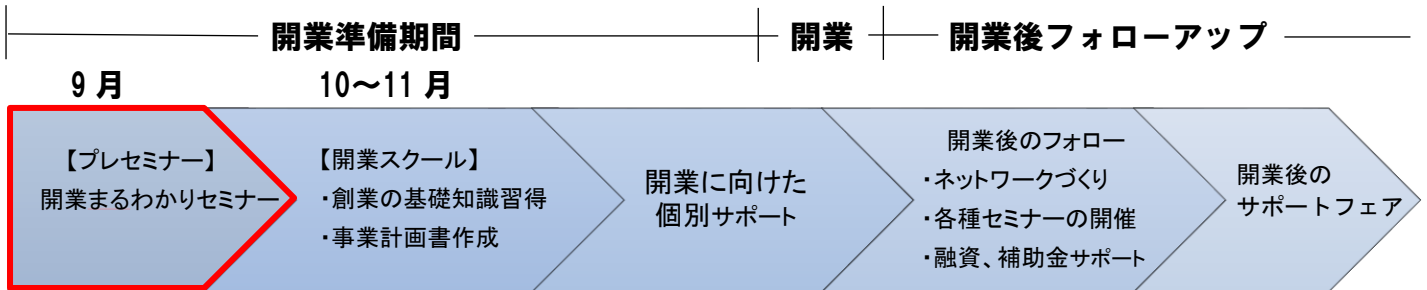 開業準備期間
開業
開業後フォローアップ
9月
10～11月
【プレセミナー】
開業まるわかりセミナー
【開業スクール】
・創業の基礎知識習得
・事業計画書作成
開業に向けた
個別サポート
開業後のフォロー
・ネットワークづくり
・各種セミナーの開催
・融資、補助金サポート
開業後の
サポートフェア